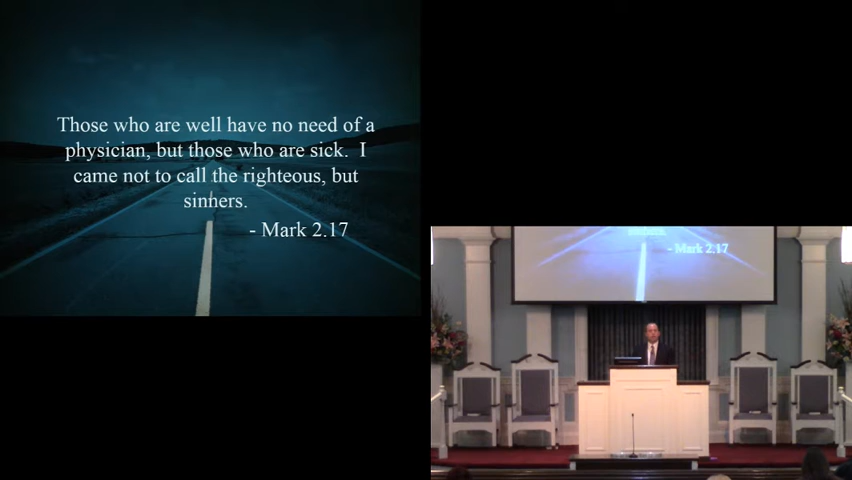 Those who are well have no need of a
physician, but those who are sick.  I
came not to call the righteous, but
sinners.
- Mark 2.17
sinners.
- Mark 2.17